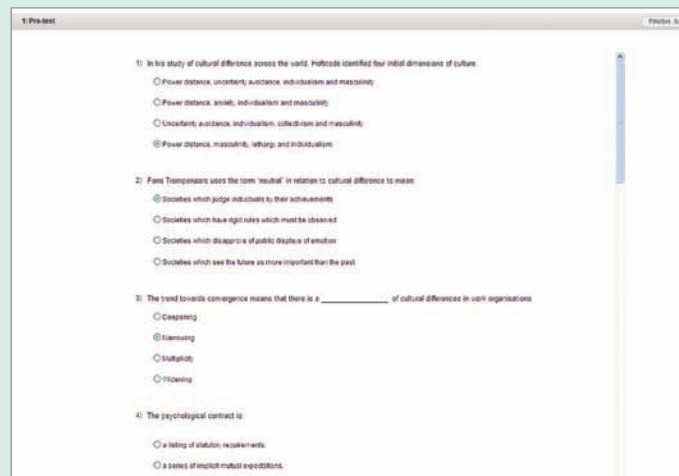 1: Pre-test
FINISH: S
1) In his study of cultural difference across the world, Hofstede identified four initial dimensions of culture:
Power distance, uncertainty avoidance, individualism and masculinity
Power distance, anxiety, individualism and masculinity
Uncertainty avoidance, individualism, collectivism and masculinity
Power distance, masculinity, lethargy and individualism
2) Fons Trompenaars uses the term 'neutral' in relation to cultural difference to mean:
Societies which judge individuals by their achievements
Societies which have rigid rules which must be observed
Societies which disapprove of public displays of emotion
Societies which see the future as more important than the past.
3) The trend towards convergence means that there is a ______________ of cultural differences in work organisations
Deepening
Narrowing
Multiplicity
Widening
4) The psychological contract is:
a listing of statutory requirements.
a series of implicit mutual expectations.